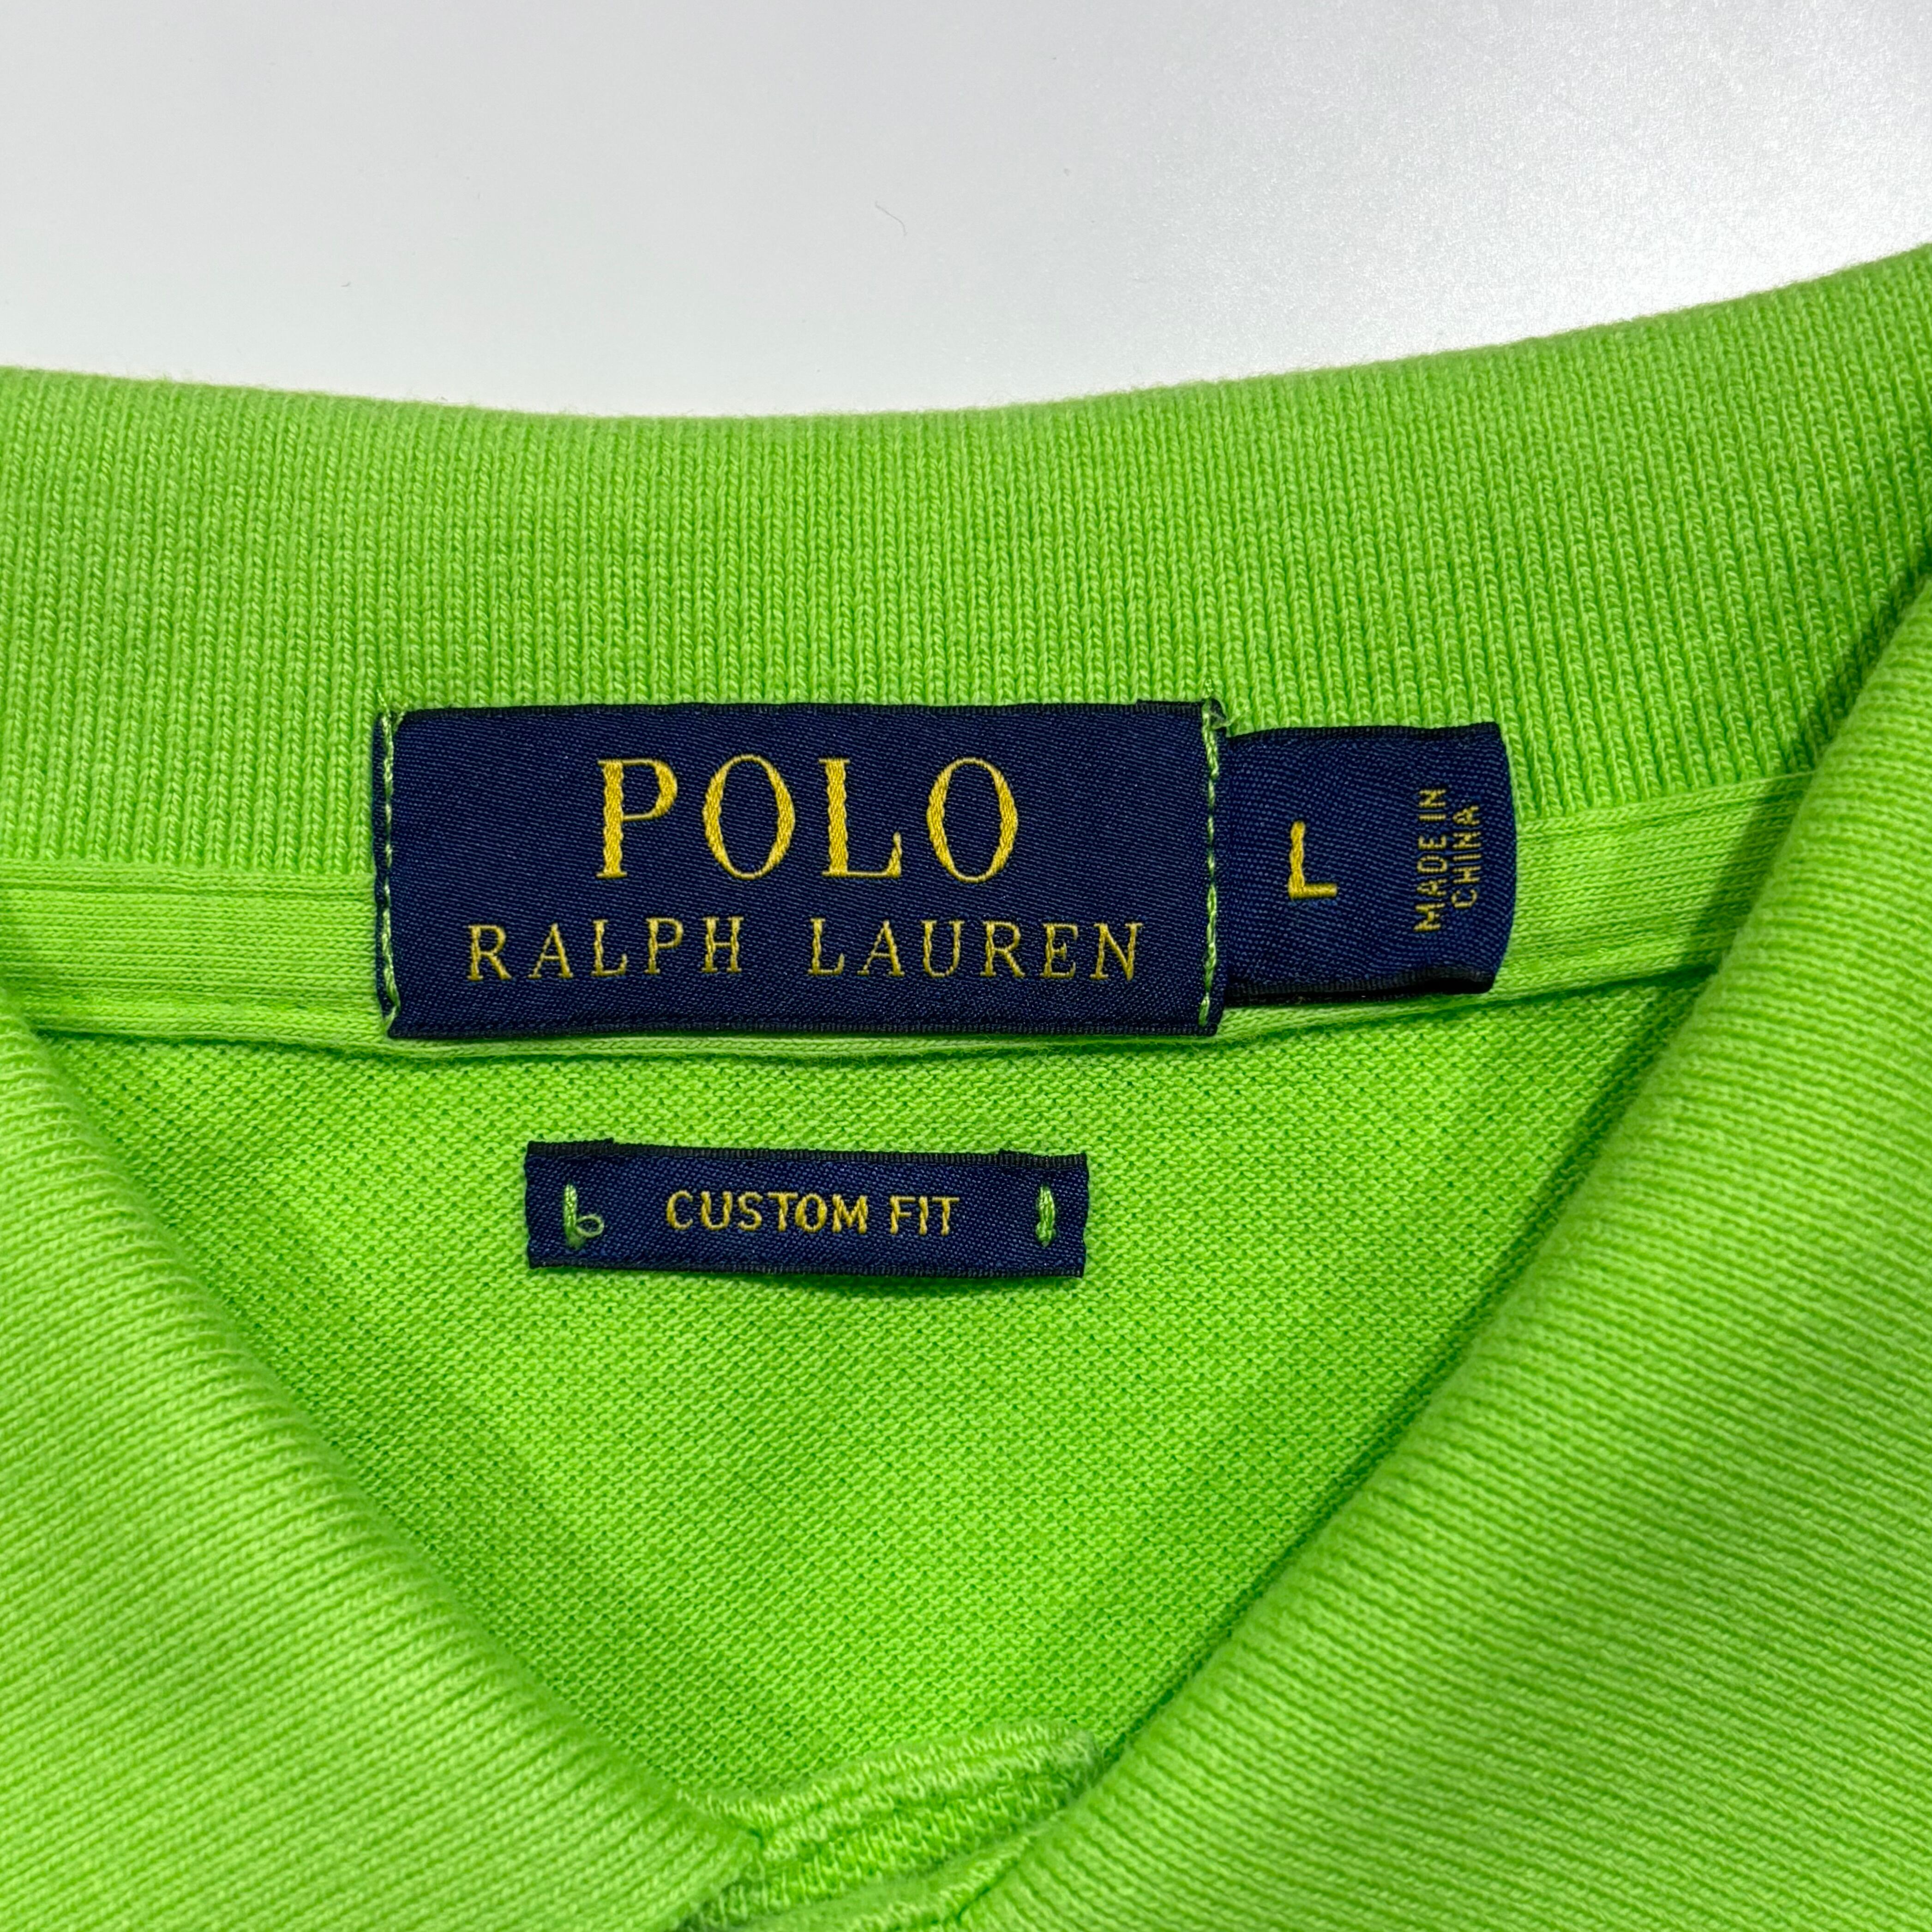 POLO
RALPH LAUREN
L
MADE IN
CHINA
CUSTOM FIT